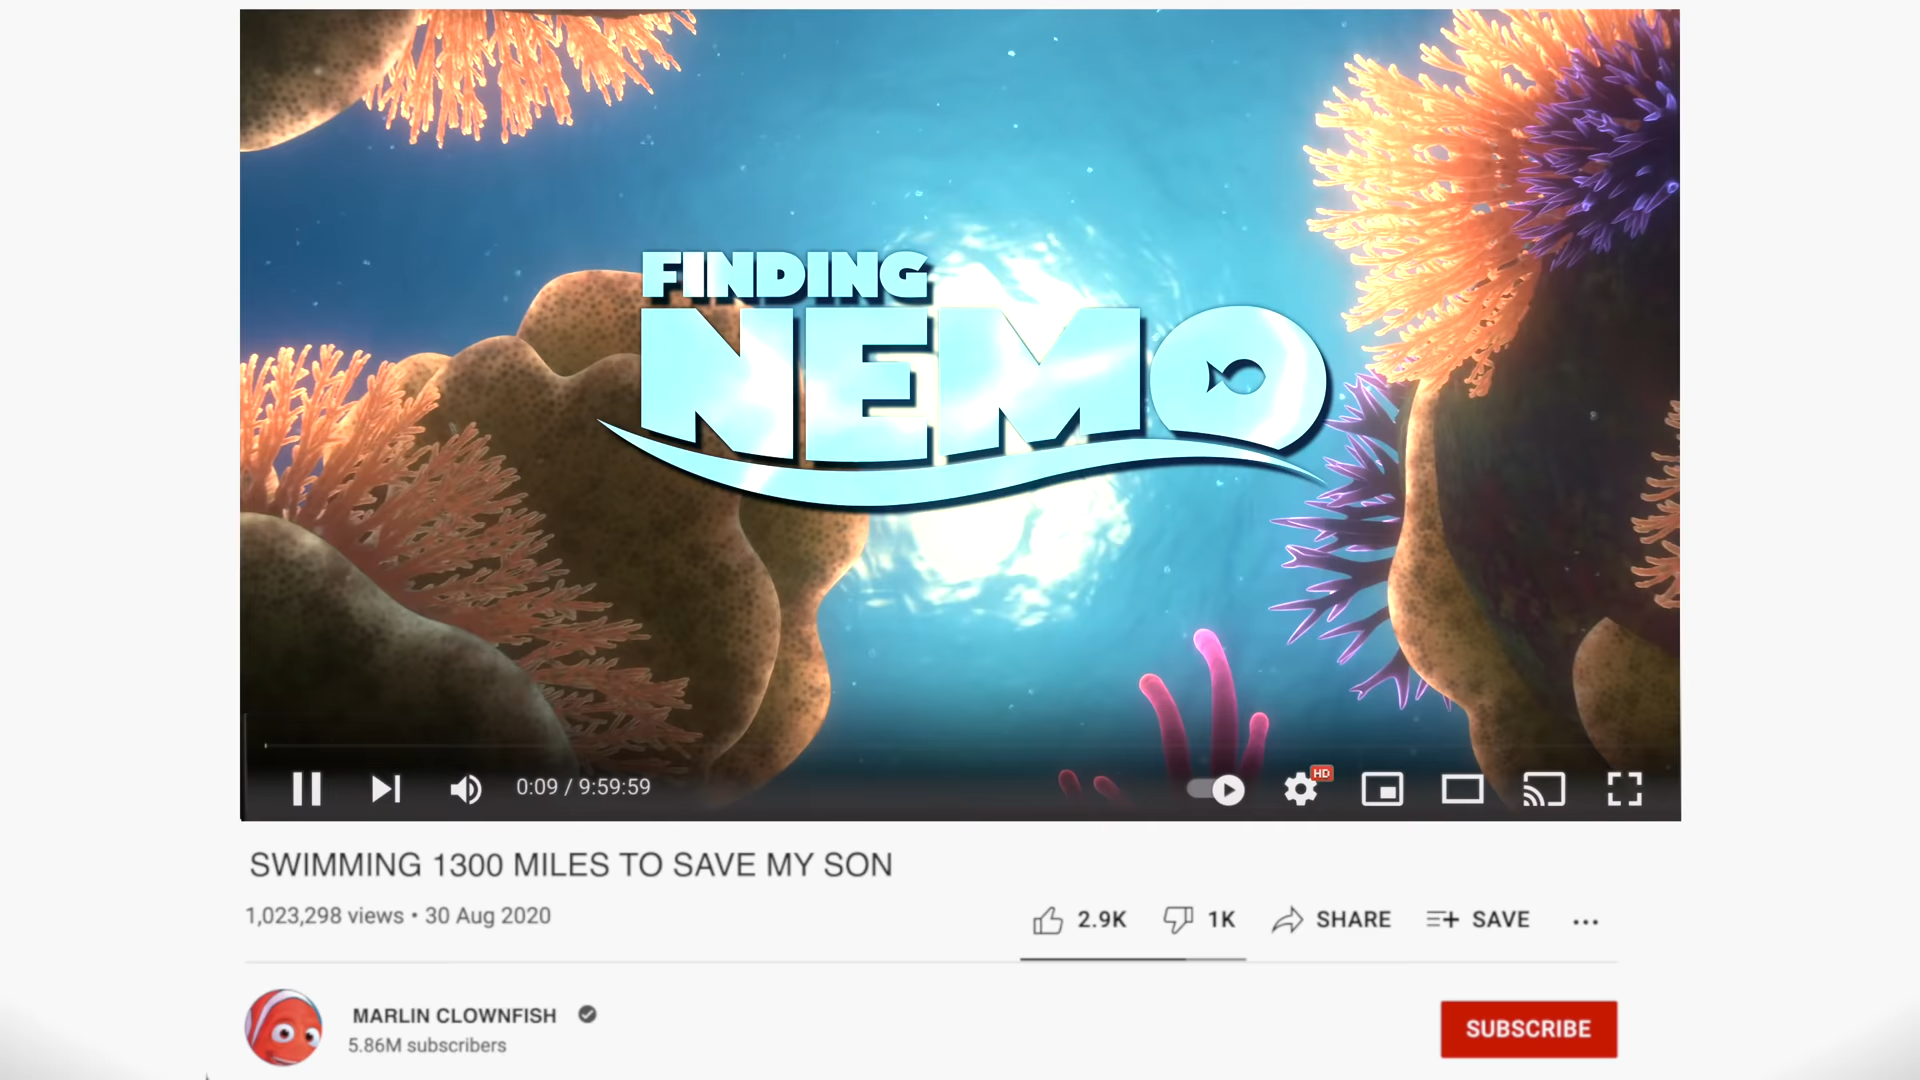 FINDING
NEMO
0:09 / 9:59:59
HD
SWIMMING 1300 MILES TO SAVE MY SON
1,023,298 views • 30 Aug 2020
2.9K
1K
SHARE
SAVE
MARLIN CLOWNFISH
5.86M subscribers
SUBSCRIBE